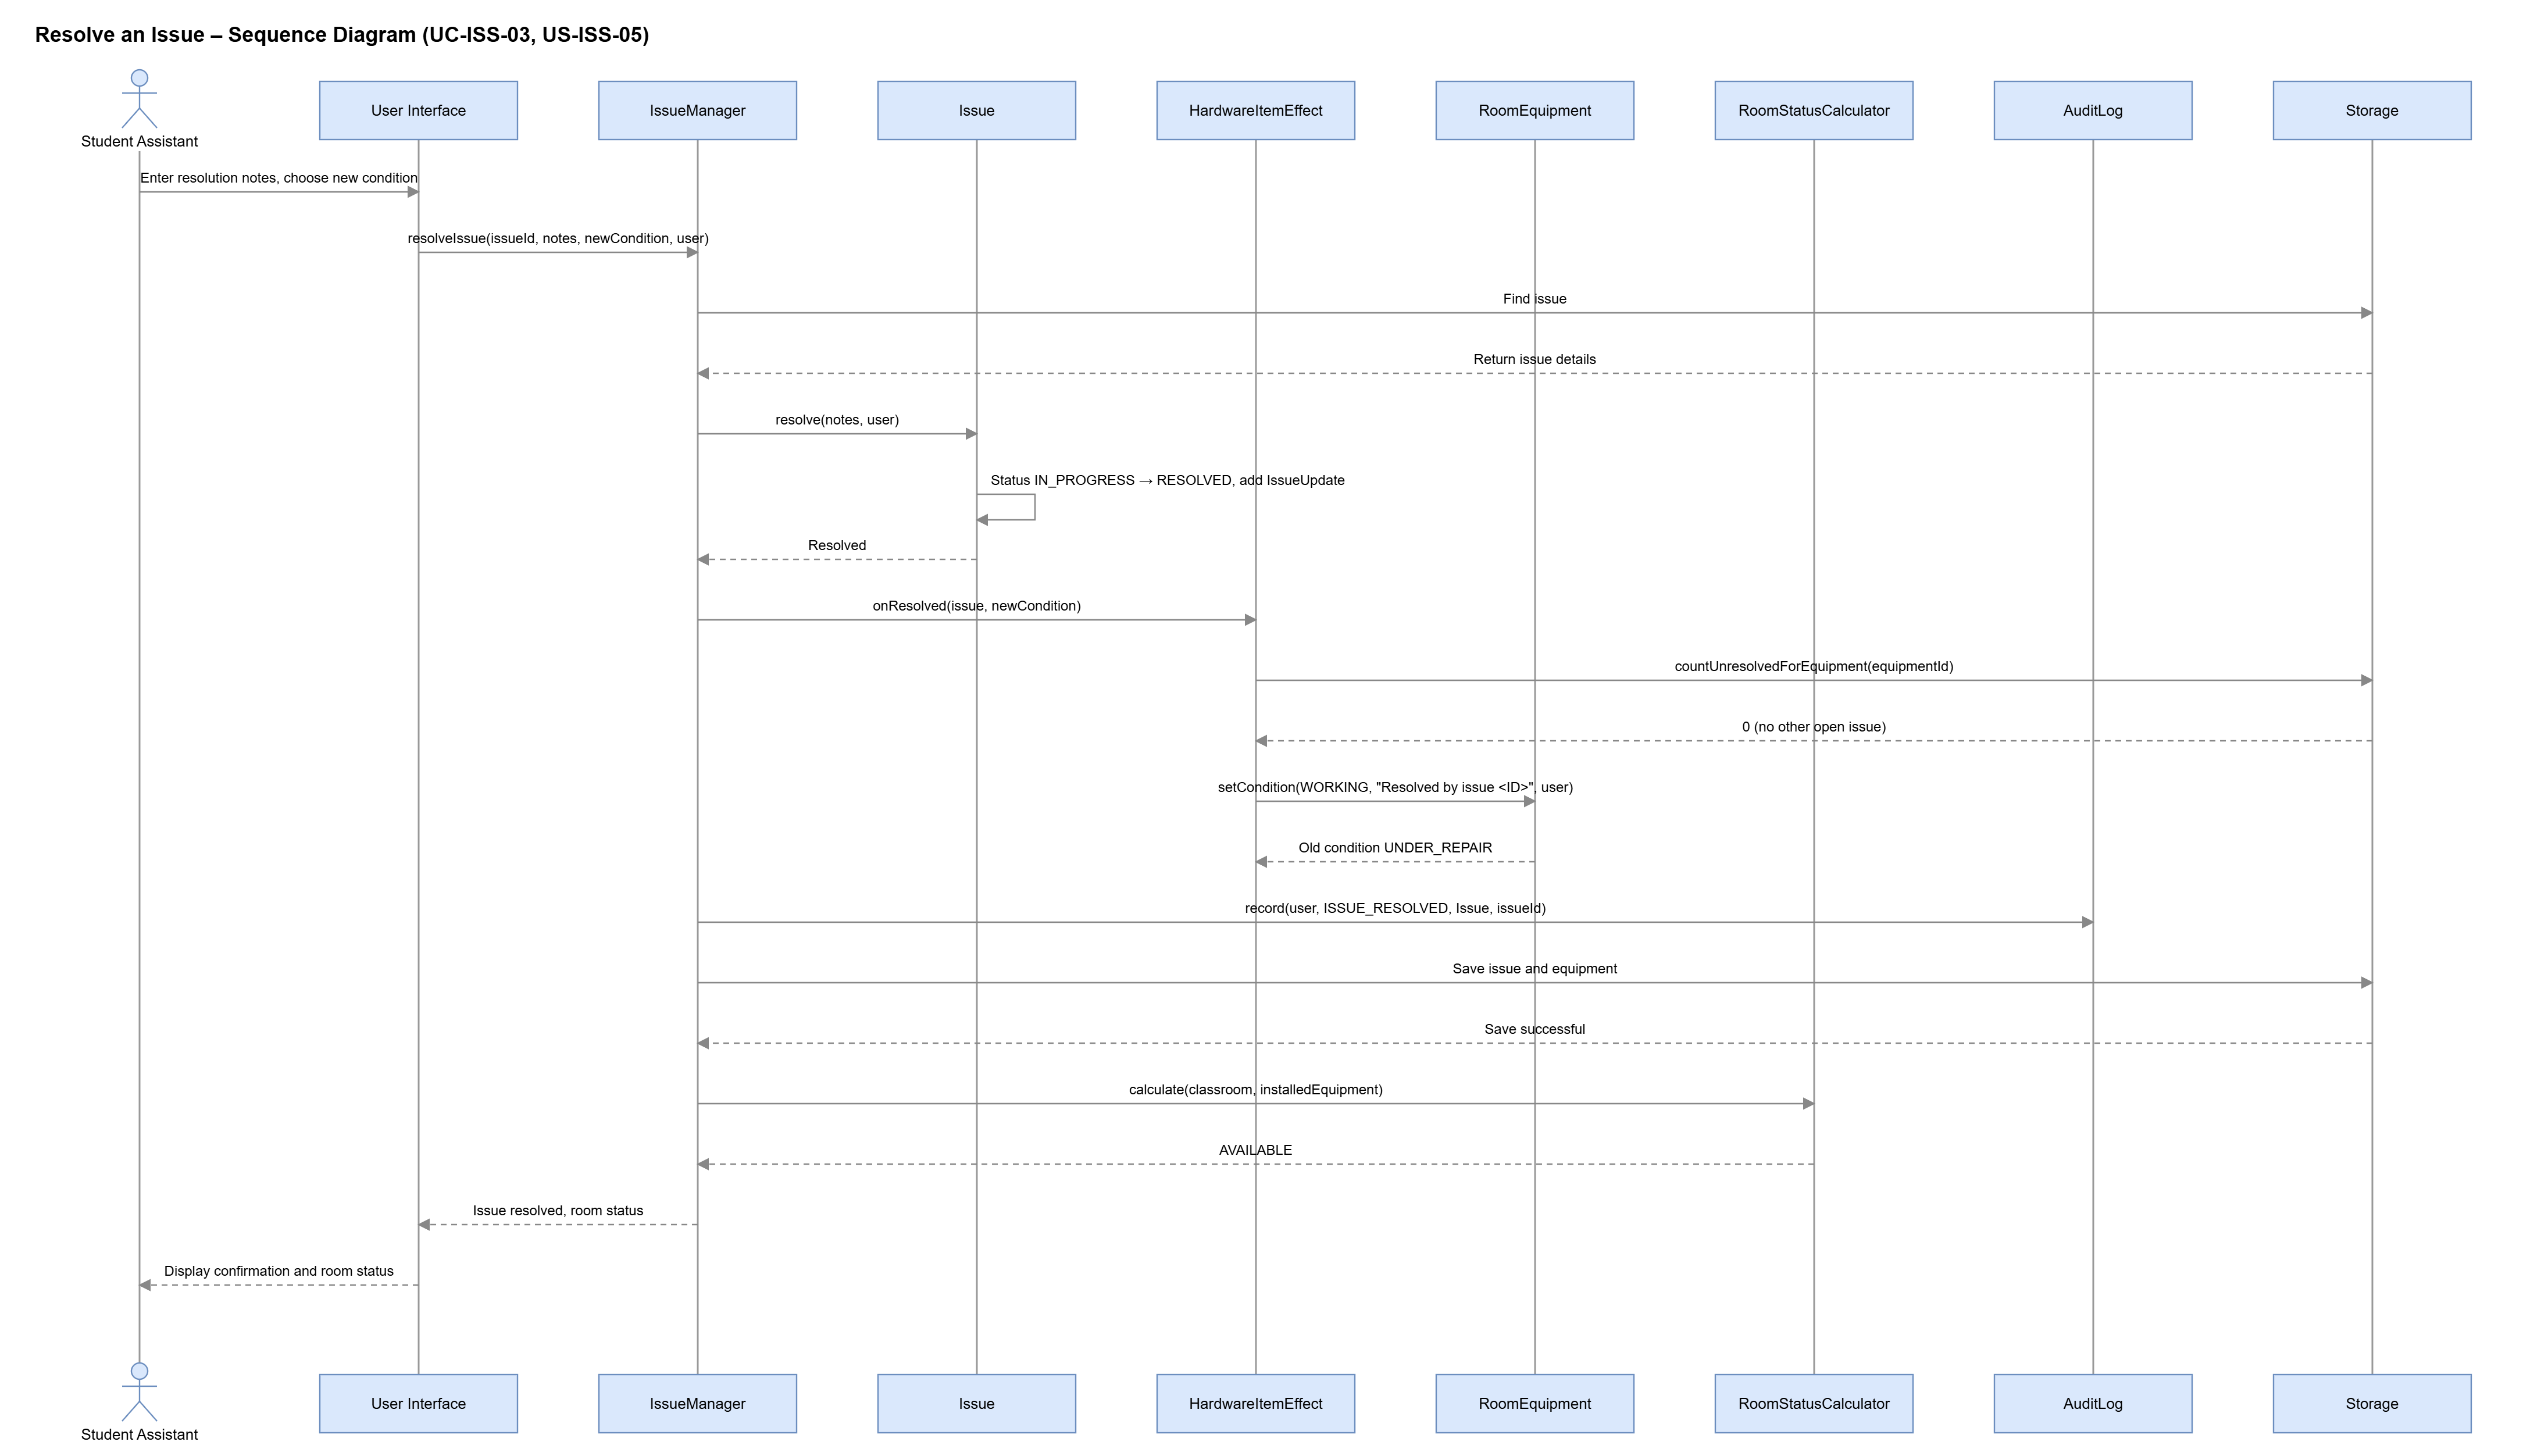 Resolve an Issue – Sequence Diagram (UC-ISS-03, US-ISS-05)
Student Assistant
User Interface
IssueManager
Issue
HardwareItemEffect
RoomEquipment
RoomStatusCalculator
AuditLog
Storage
Enter resolution notes, choose new condition
resolveIssue(issueId, notes, newCondition, user)
Find issue
Return issue details
resolve(notes, user)
Status IN_PROGRESS → RESOLVED, add IssueUpdate
Resolved
onResolved(issue, newCondition)
countUnresolvedForEquipment(equipmentId)
0 (no other open issue)
setCondition(WORKING, "Resolved by issue <ID>", user)
Old condition UNDER_REPAIR
record(user, ISSUE_RESOLVED, Issue, issueId)
Save issue and equipment
Save successful
calculate(classroom, installedEquipment)
AVAILABLE
Issue resolved, room status
Display confirmation and room status
Student Assistant
User Interface
IssueManager
Issue
HardwareItemEffect
RoomEquipment
RoomStatusCalculator
AuditLog
Storage